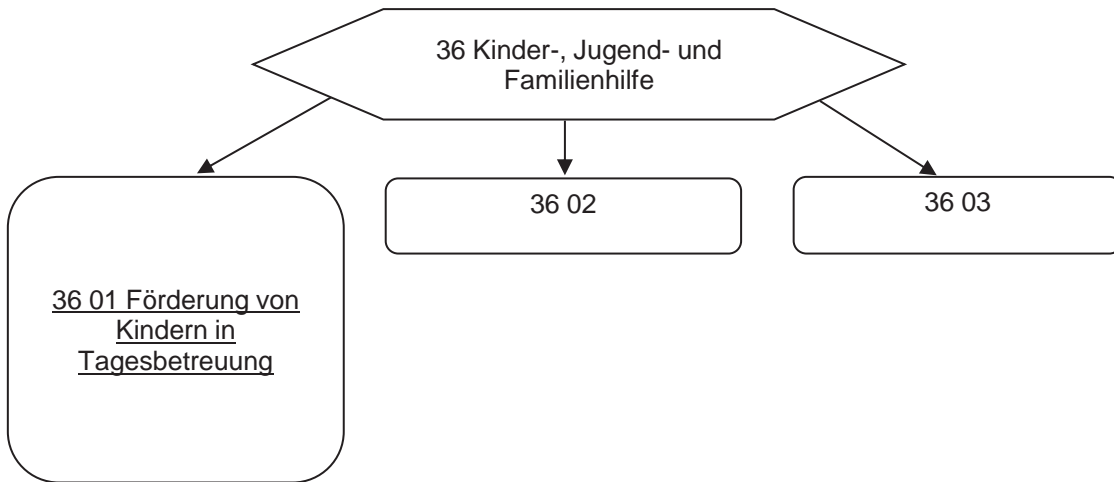 36 Kinder-, Jugend- und
Familienhilfe
36 01 Förderung von
Kindern in
Tagesbetreuung
36 02
36 03